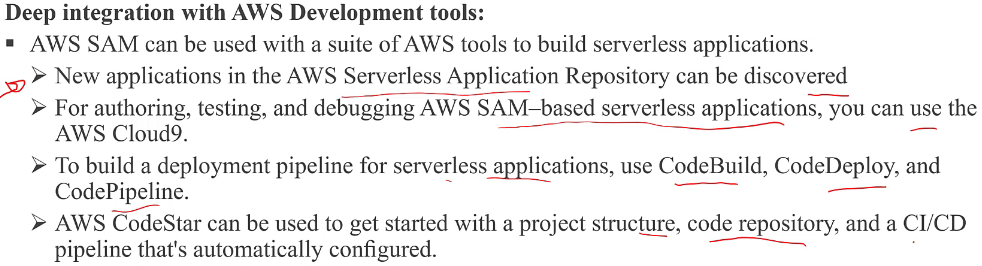 Deep integration with AWS Development tools:
▪ AWS SAM can be used with a suite of AWS tools to build serverless applications.
➤ New applications in the AWS Serverless Application Repository can be discovered
➤ For authoring, testing, and debugging AWS SAM–based serverless applications, you can use the
AWS Cloud9.
➤ To build a deployment pipeline for serverless applications, use CodeBuild, CodeDeploy, and
CodePipeline.
➤ AWS CodeStar can be used to get started with a project structure, code repository, and a CI/CD
pipeline that's automatically configured.